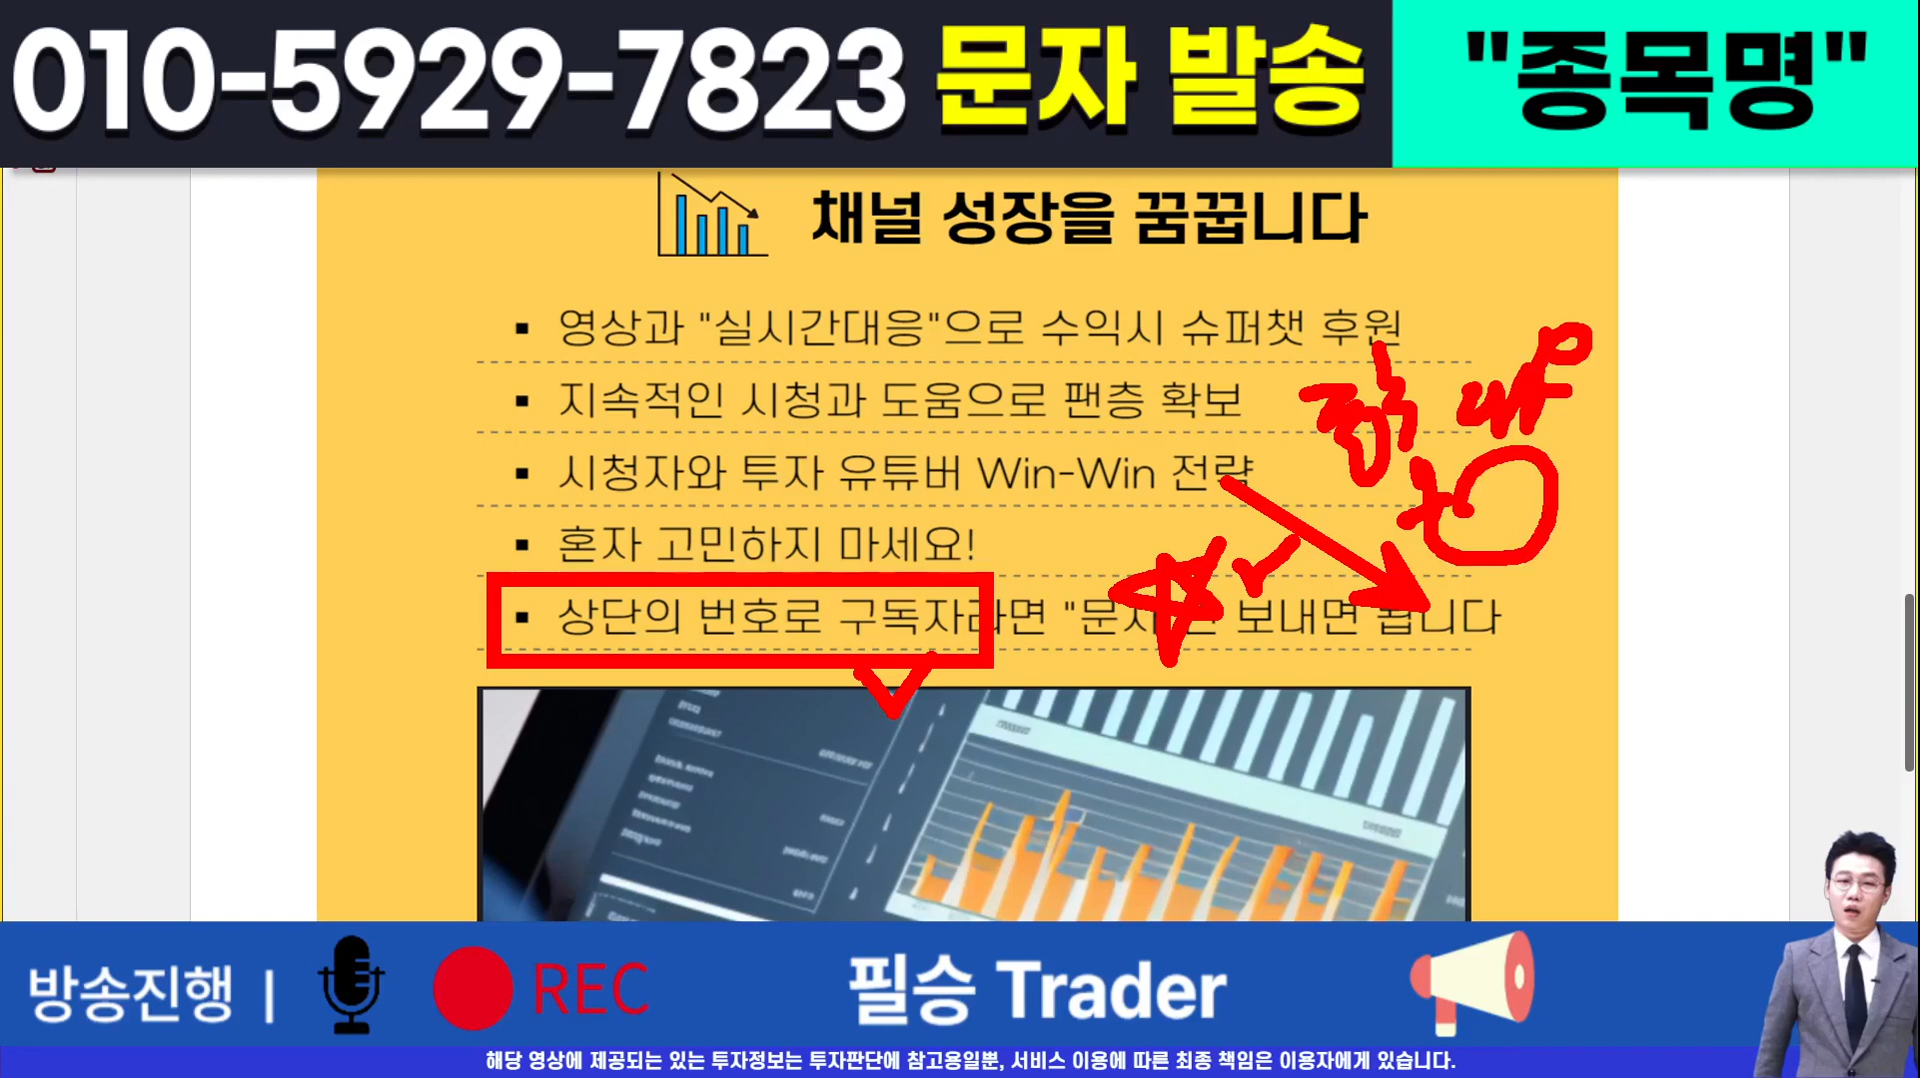 010-5929-7823 문자 발송 "종목명"
채널 성장을 꿈꿉니다
▪ 영상과 "실시간대응"으로 수익시 슈퍼챗 후원
▪ 지속적인 시청과 도움으로 팬층 확보
▪ 시청자와 투자 유튜버 Win-Win 전략
▪ 혼자 고민하지 마세요!
▪ 상단의 번호로 구독자라면 "문자" 보내면 됩니다
방송진행 | REC 필승 Trader
해당 영상에 제공되는 있는 투자정보는 투자판단에 참고용일뿐, 서비스 이용에 따른 최종 책임은 이용자에게 있습니다.